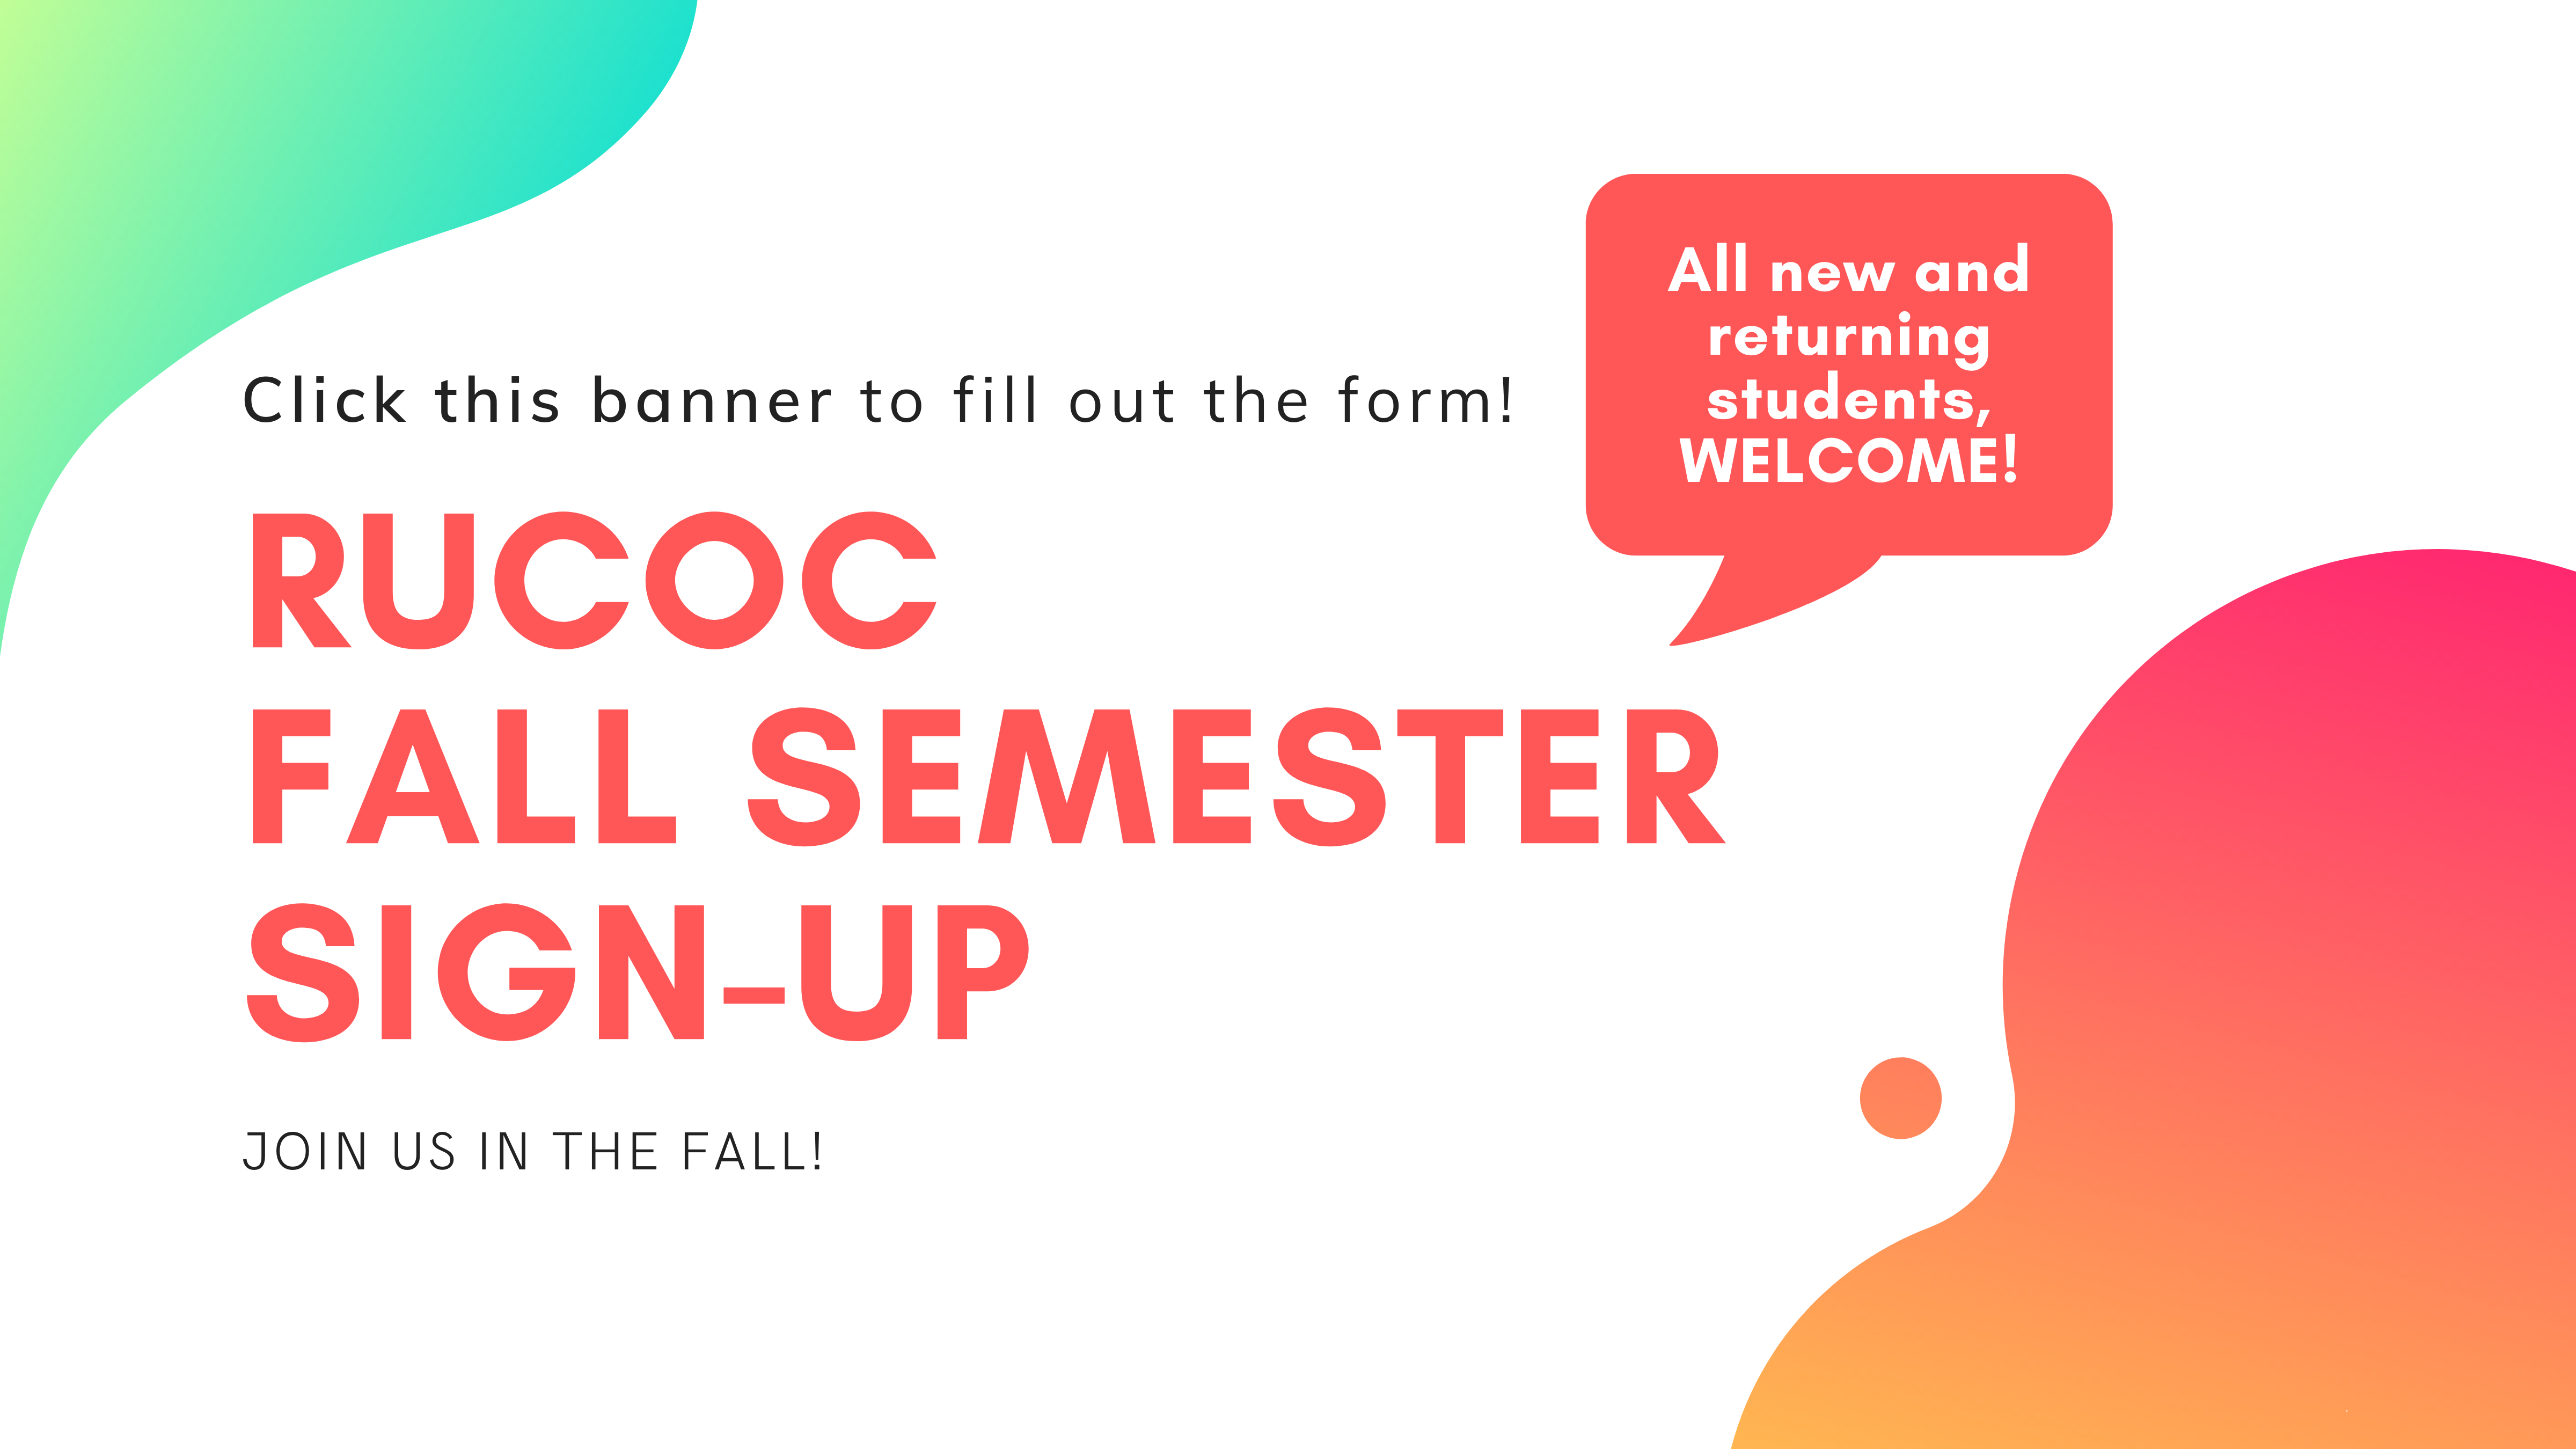 Click this banner to fill out the form!
All new and
returning
students,
WELCOME!
RUCOC
FALL SEMESTER
SIGN-UP
JOIN US IN THE FALL!